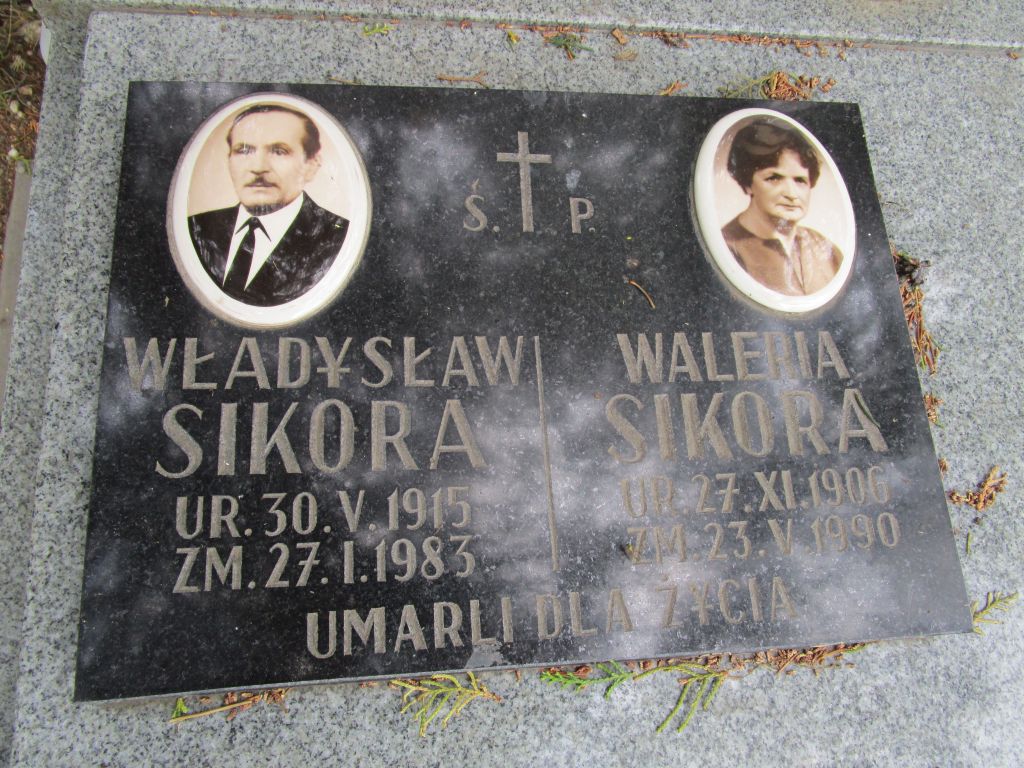 Ś. P.
WŁADYSŁAW
SIKORA
UR. 30. V. 1915
ZM. 27. I. 1983
WALERIA
SIKORA
UR. 27. XI. 1906
ZM. 23. V. 1990
UMARLI DLA ŻYCIA